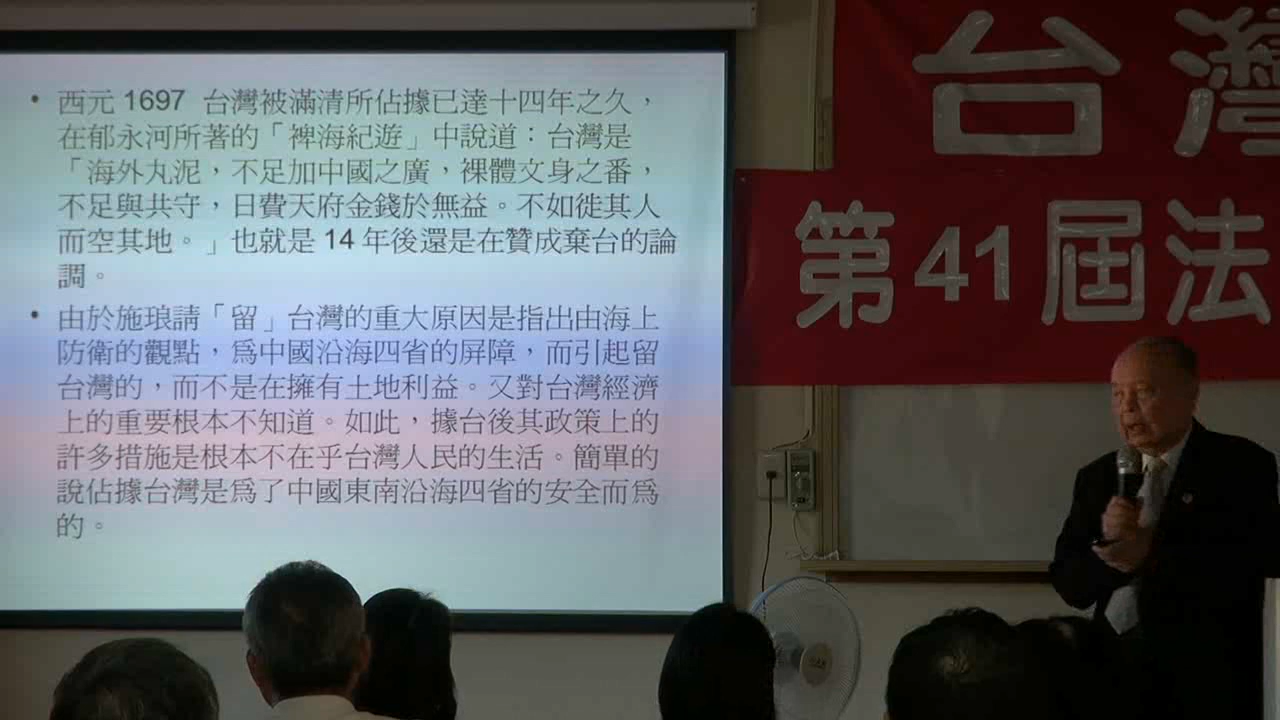 • 西元 1697 台灣被滿清所佔據已達十四年之久，
在郁永河所著的「裨海紀遊」中說道：台灣是
「海外丸泥，不足加中國之廣，裸體文身之番，
不足與共守，日費天府金錢於無益。不如徙其人
而空其地。」也就是 14 年後還是在贊成棄台的論
調。
• 由於施琅請「留」台灣的重大原因是指出由海上
防衛的觀點，為中國沿海四省的屏障，而引起留
台灣的，而不是在擁有土地利益。又對台灣經濟
上的重要根本不知道。如此，據台後其政策上的
許多措施是根本不在乎台灣人民的生活。簡單的
說佔據台灣是為了中國東南沿海四省的安全而為
的。
台灣
第41屆法